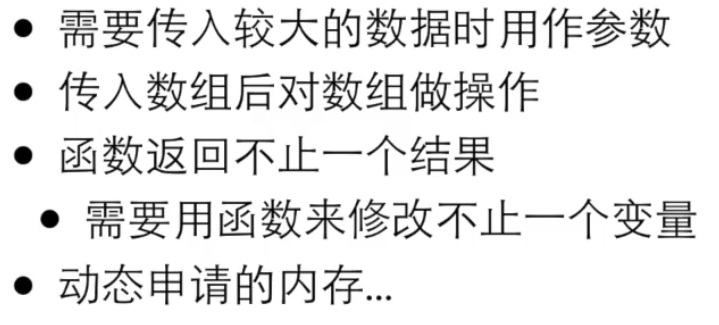 • 需要传入较大的数据时用作参数
• 传入数组后对数组做操作
• 函数返回不止一个结果
• 需要用函数来修改不止一个变量
• 动态申请的内存...